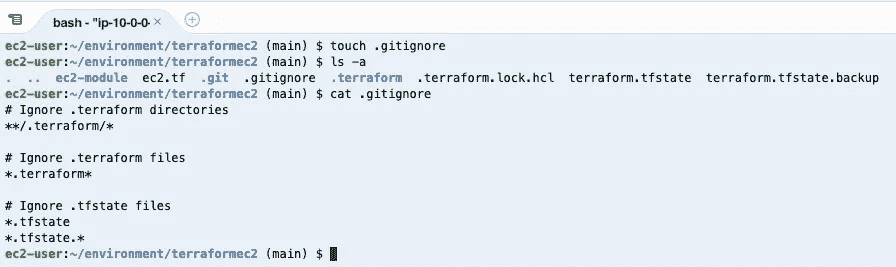 bash - "ip-10-0-0-
ec2-user:~/environment/terraformec2 (main) $ touch .gitignore
ec2-user:~/environment/terraformec2 (main) $ ls -a
.  ..  ec2-module  ec2.tf  .git  .gitignore  .terraform  .terraform.lock.hcl  terraform.tfstate  terraform.tfstate.backup
ec2-user:~/environment/terraformec2 (main) $ cat .gitignore
# Ignore .terraform directories
**/.terraform/*
# Ignore .terraform files
*.terraform*
# Ignore .tfstate files
*.tfstate
*.tfstate.*
ec2-user:~/environment/terraformec2 (main) $